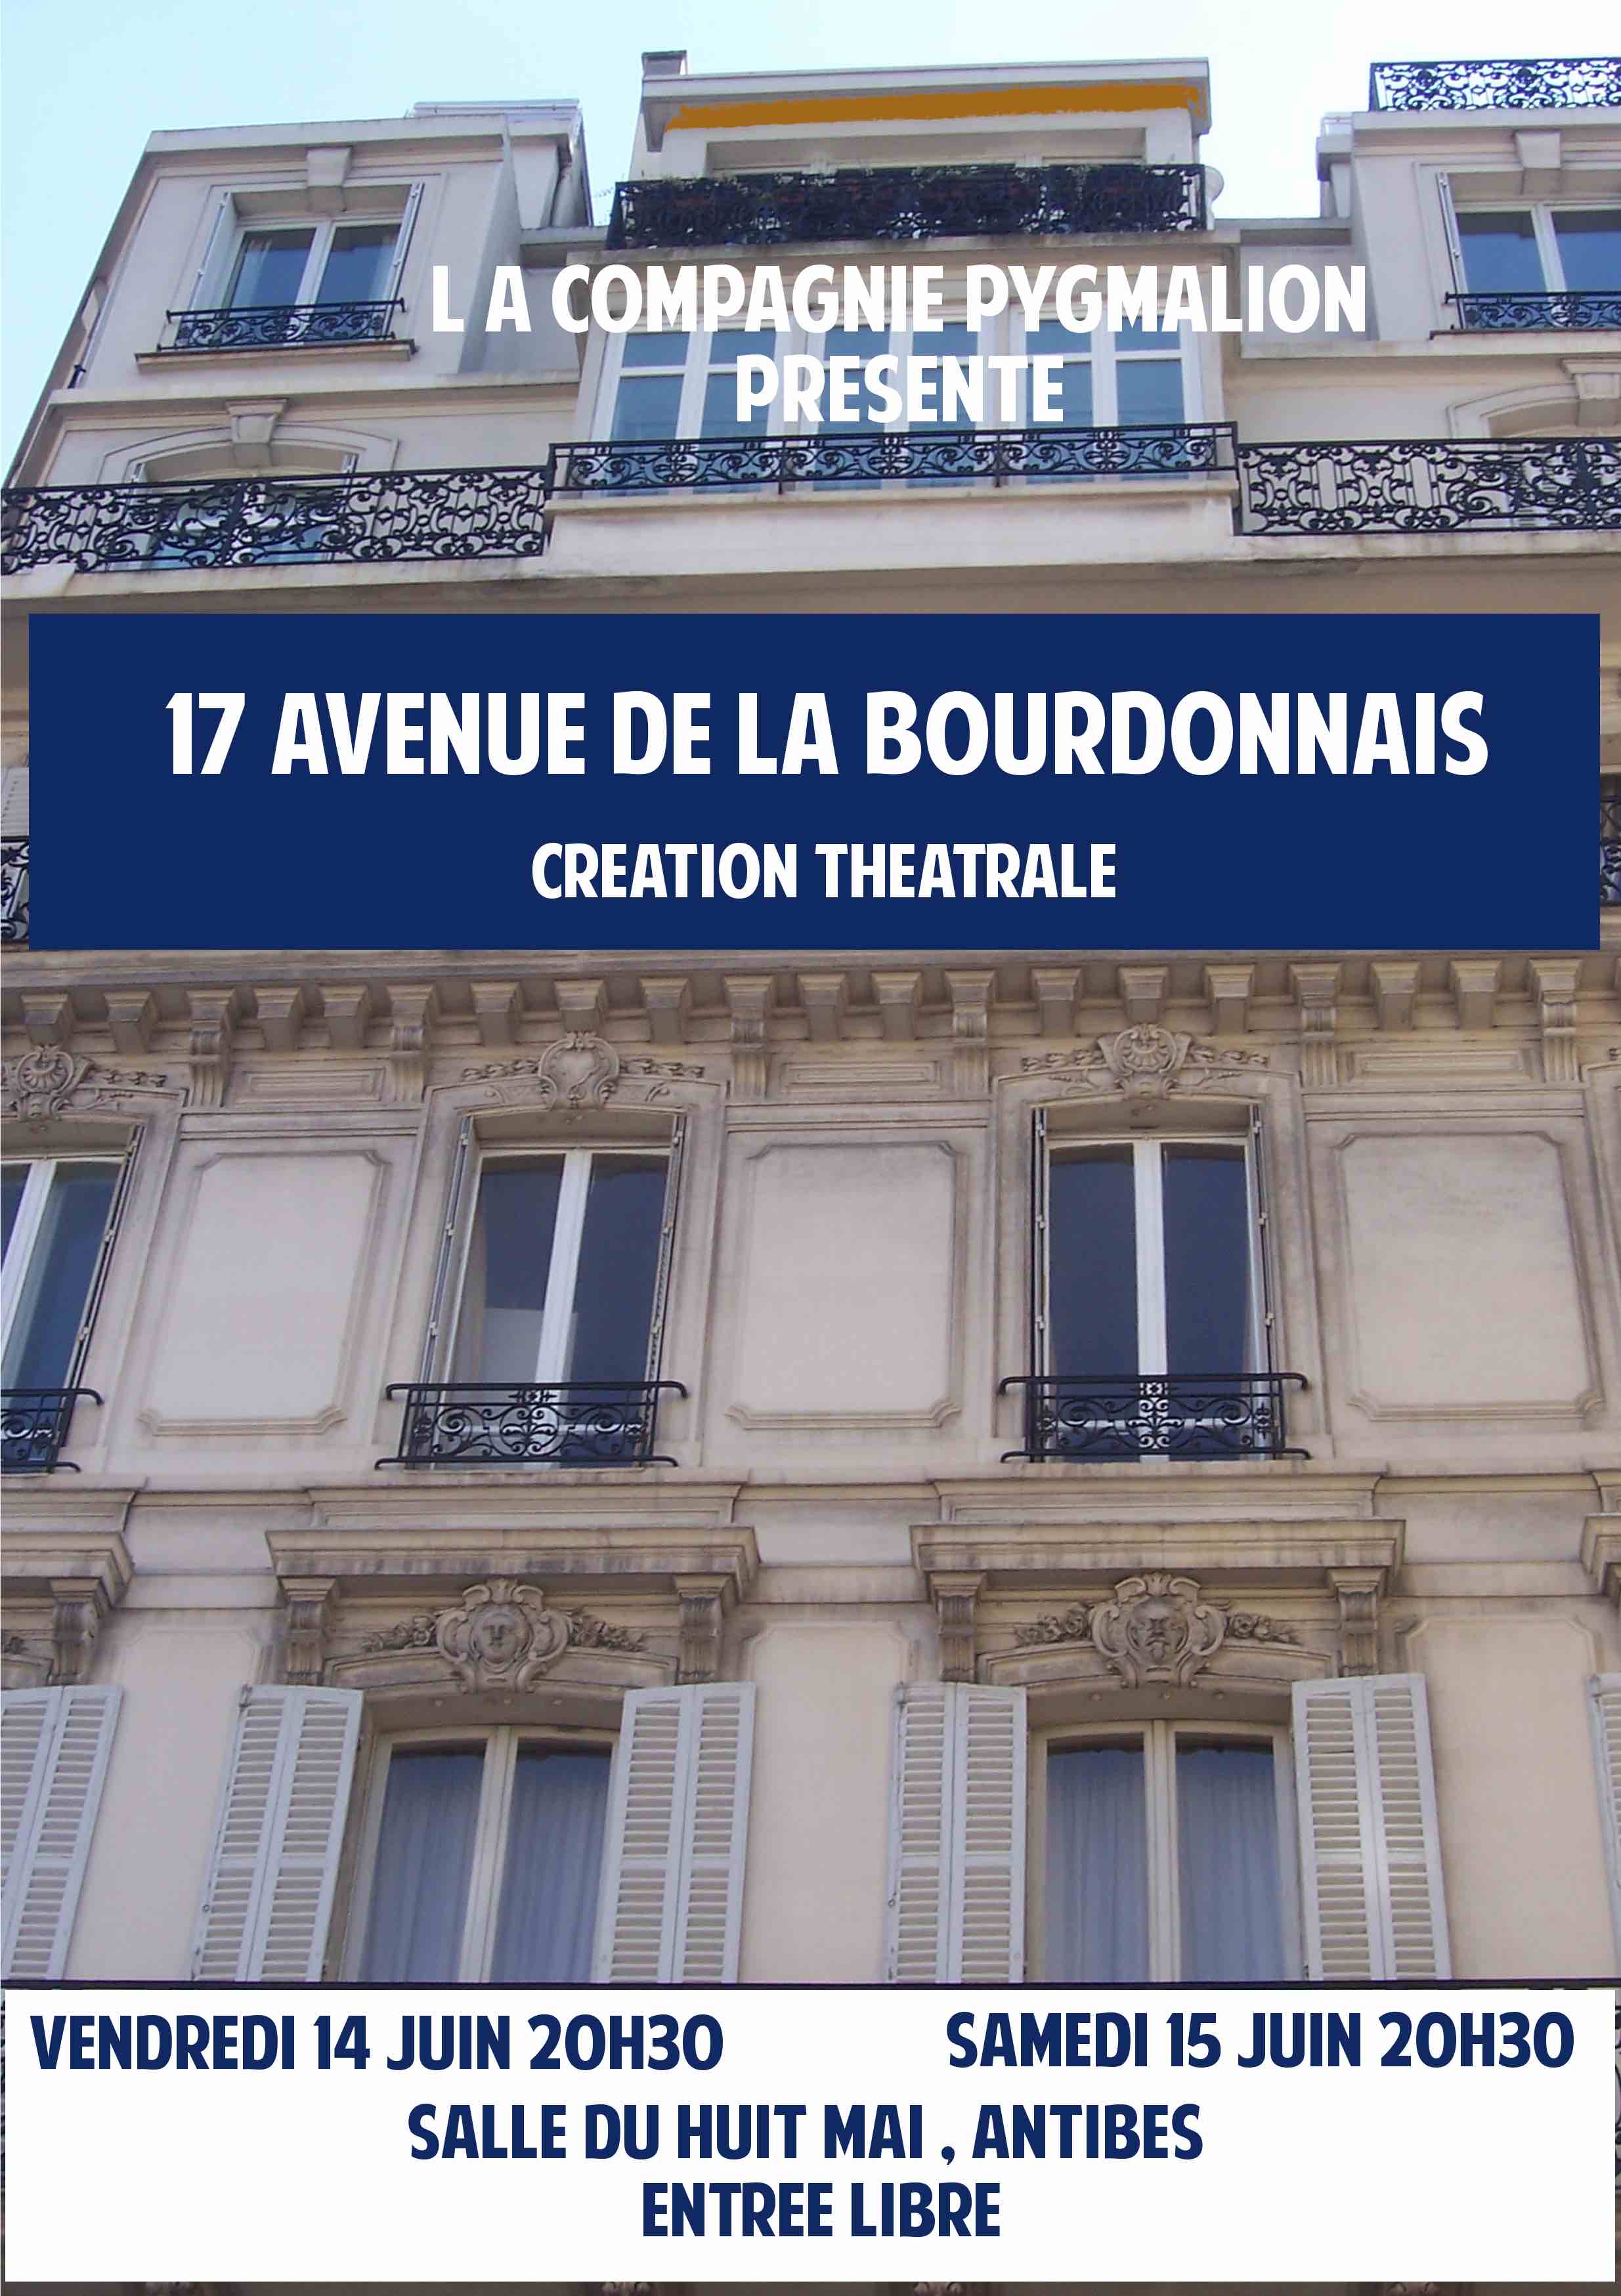 L A COMPAGNIE PYGMALION
PRESENTE
17 AVENUE DE LA BOURDONNAIS
CREATION THEATRALE
VENDREDI 14 JUIN 20H30 SAMEDI 15 JUIN 20H30
SALLE DU HUIT MAI , ANTIBES
ENTREE LIBRE